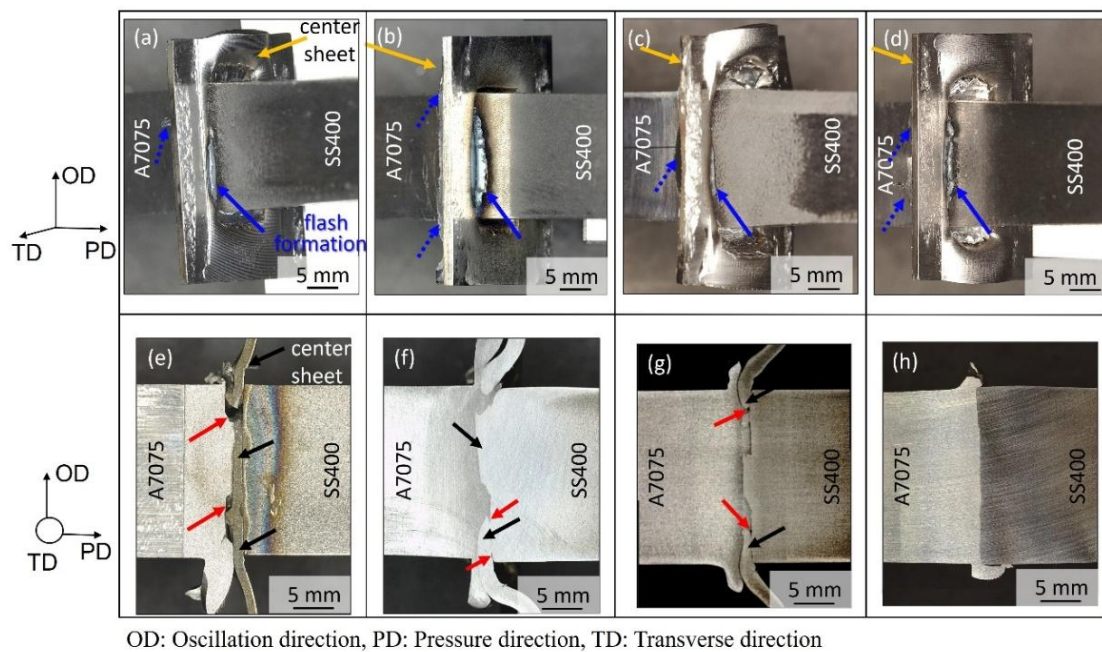 (a)
center
sheet
A7075
SS400
flash
formation
5 mm
(b)
A7075
SS400
5 mm
(c)
A7075
SS400
5 mm
(d)
A7075
SS400
5 mm
OD
TD
PD
(e)
center
sheet
A7075
SS400
5 mm
(f)
A7075
SS400
5 mm
(g)
A7075
SS400
5 mm
(h)
A7075
SS400
5 mm
OD
TD
PD
OD: Oscillation direction, PD: Pressure direction, TD: Transverse direction